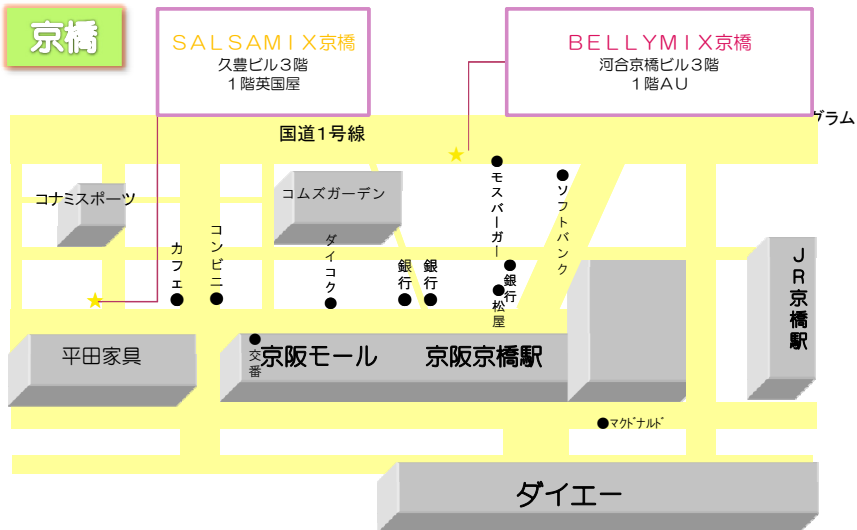 京橋
SALSAMIX京橋
久豊ビル3階
1階英国屋
BELLYMIX京橋
河合京橋ビル3階
1階AU
グラム
国道1号線
コナミスポーツ
コムズガーデン
モスバーガー
ソフトバンク
カフェ
コンビニ
ダイコク
銀行
銀行
銀行
松屋
JR京橋駅
平田家具
交番
京阪モール
京阪京橋駅
マクドナルド
ダイエー